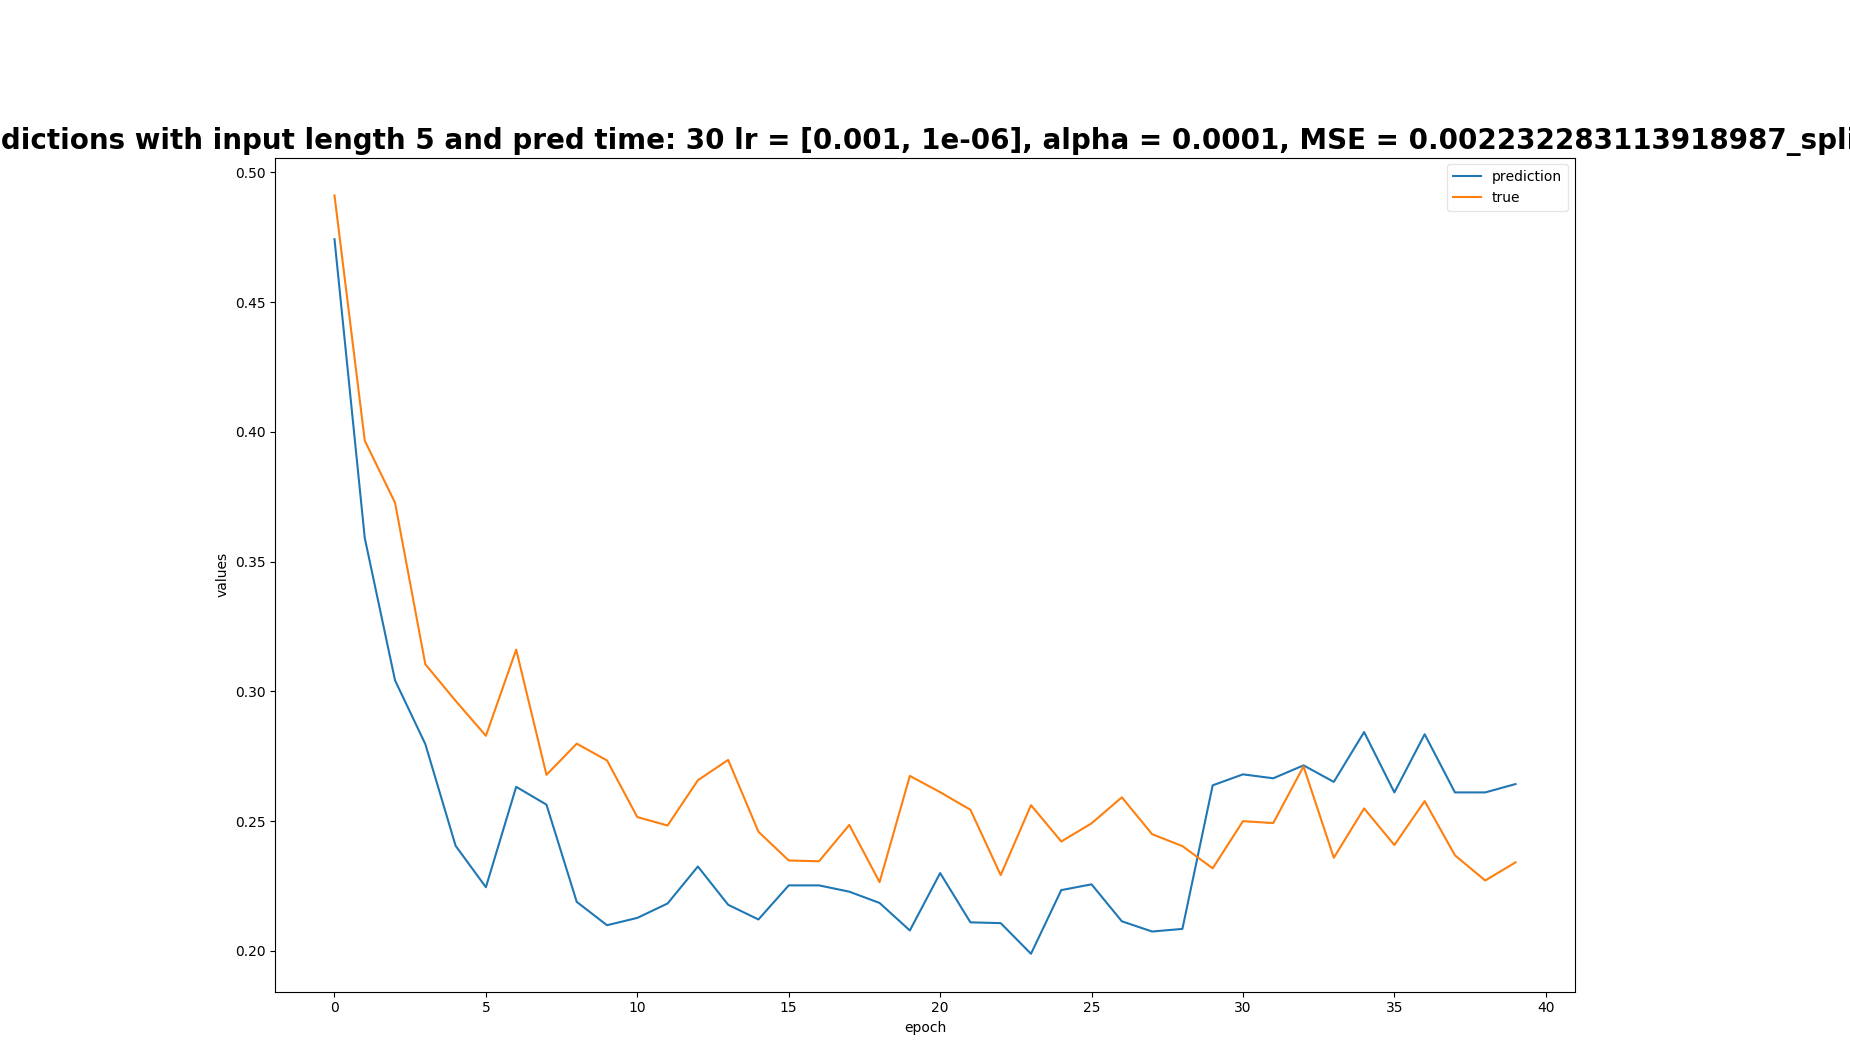 dictions with input length 5 and pred time: 30 lr = [0.001, 1e-06], alpha = 0.0001, MSE = 0.002232283113918987_spli
prediction
true
0.50
0.45
0.40
0.35
0.30
0.25
0.20
values
0 5 10 15 20 25 30 35 40
epoch